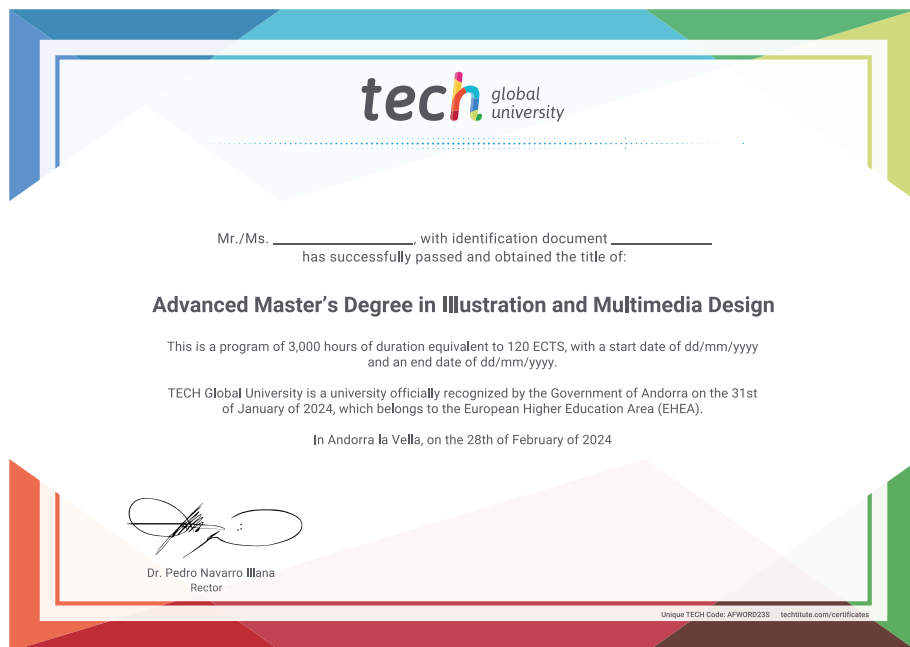 tech global
university
Mr./Ms. ____________, with identification document ____________
has successfully passed and obtained the title of:
Advanced Master's Degree in Illustration and Multimedia Design
This is a program of 3,000 hours of duration equivalent to 120 ECTS, with a start date of dd/mm/yyyy
and an end date of dd/mm/yyyy.
TECH Global University is a university officially recognized by the Government of Andorra on the 31st
of January of 2024, which belongs to the European Higher Education Area (EHEA).
In Andorra la Vella, on the 28th of February of 2024
Dr. Pedro Navarro Illana
Rector
Unique TECH Code: AFWORD23S techtitute.com/certificates